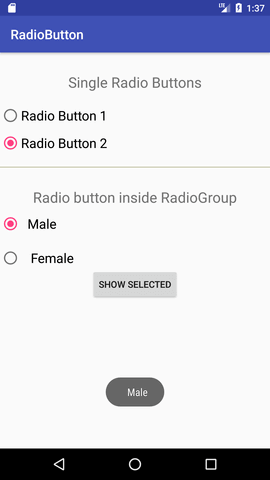 LTE 1:37
RadioButton
Single Radio Buttons
Radio Button 1
Radio Button 2
Radio button inside RadioGroup
Male
Female
SHOW SELECTED
Male